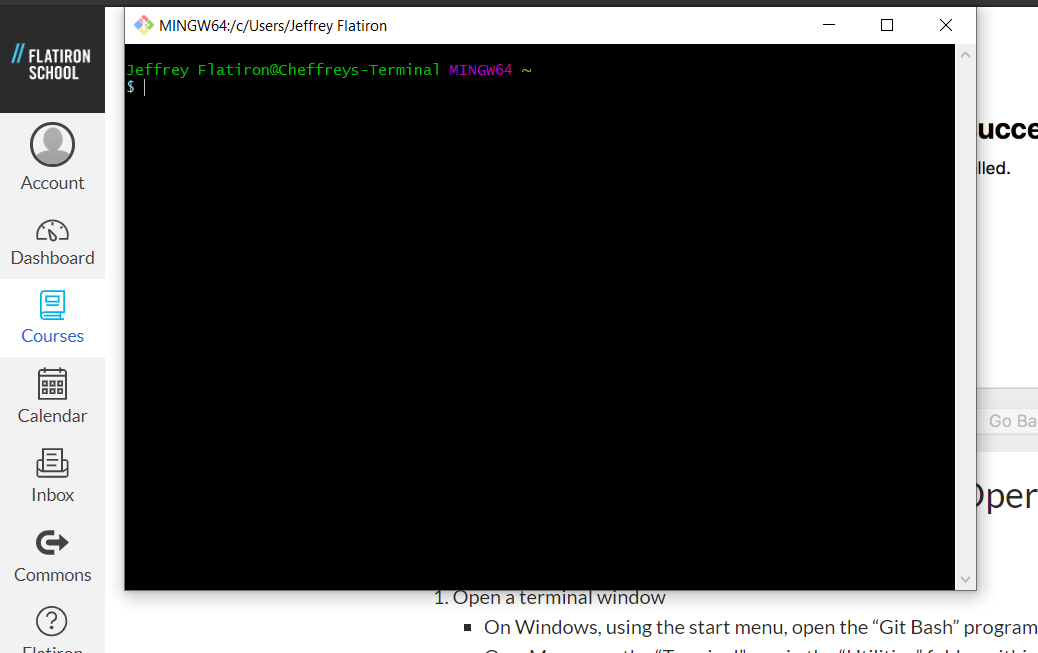 MINGW64:/c/Users/Jeffrey Flatiron
FLATIRON
SCHOOL
Jeffrey Flatiron@Cheffreys-Terminal MINGW64 ~
$
Account
Dashboard
Courses
Calendar
Inbox
Commons
Flatiron
ucce
lled.
Go Ba
Oper
1. Open a terminal window
On Windows, using the start menu, open the “Git Bash” program